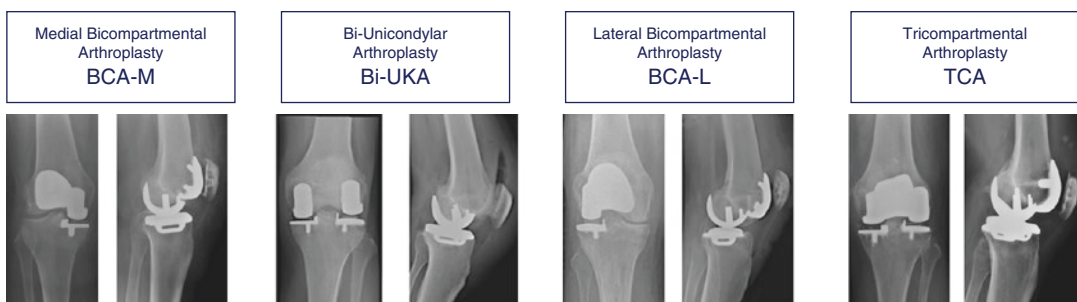 Medial Bicompartmental
Arthroplasty
BCA-M
Bi-Unicondylar
Arthroplasty
Bi-UKA
Lateral Bicompartmental
Arthroplasty
BCA-L
Tricompartmental
Arthroplasty
TCA